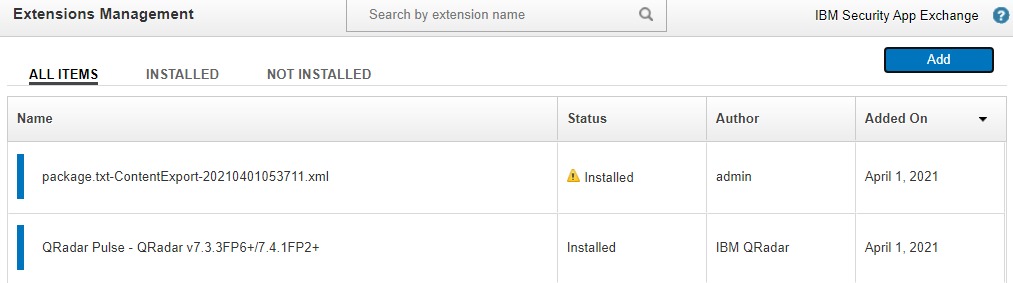 Extensions Management
Search by extension name
IBM Security App Exchange
?
Add
ALL ITEMS INSTALLED NOT INSTALLED
Name Status Author Added On
package.txt-ContentExport-20210401053711.xml Installed admin April 1, 2021
QRadar Pulse - QRadar v7.3.3FP6+/7.4.1FP2+ Installed IBM QRadar April 1, 2021